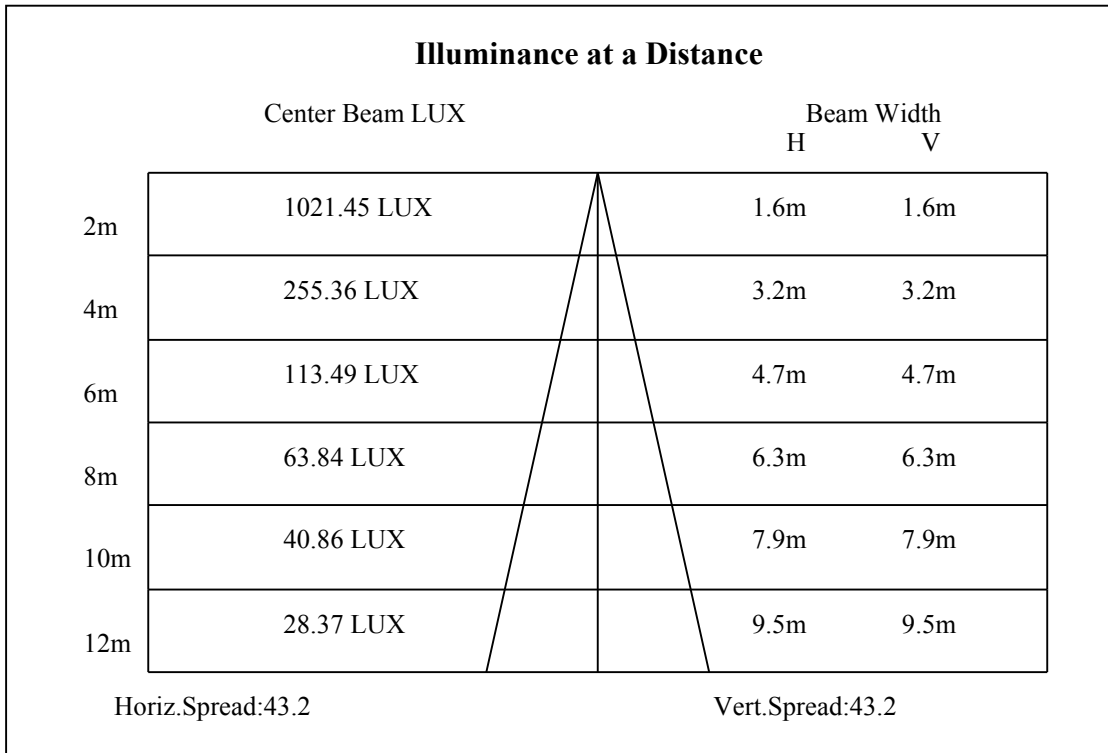 Illuminance at a Distance
Center Beam LUX Beam Width
H V
2m 1021.45 LUX 1.6m 1.6m
4m 255.36 LUX 3.2m 3.2m
6m 113.49 LUX 4.7m 4.7m
8m 63.84 LUX 6.3m 6.3m
10m 40.86 LUX 7.9m 7.9m
12m 28.37 LUX 9.5m 9.5m
Horiz.Spread:43.2 Vert.Spread:43.2